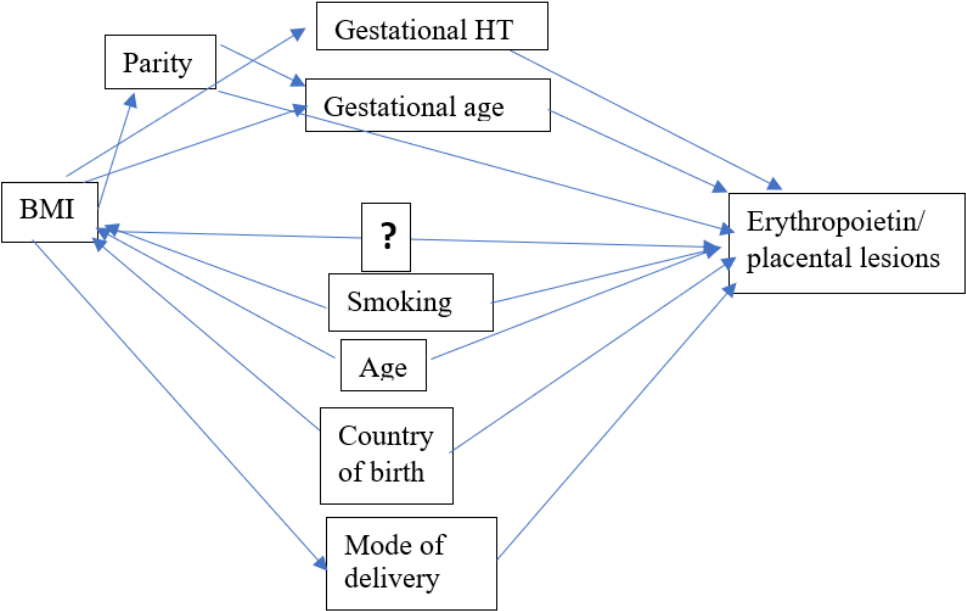 Gestational HT
Parity
Gestational age
BMI
Erythropoietin/
placental lesions
?
Smoking
Age
Country
of birth
Mode of
delivery